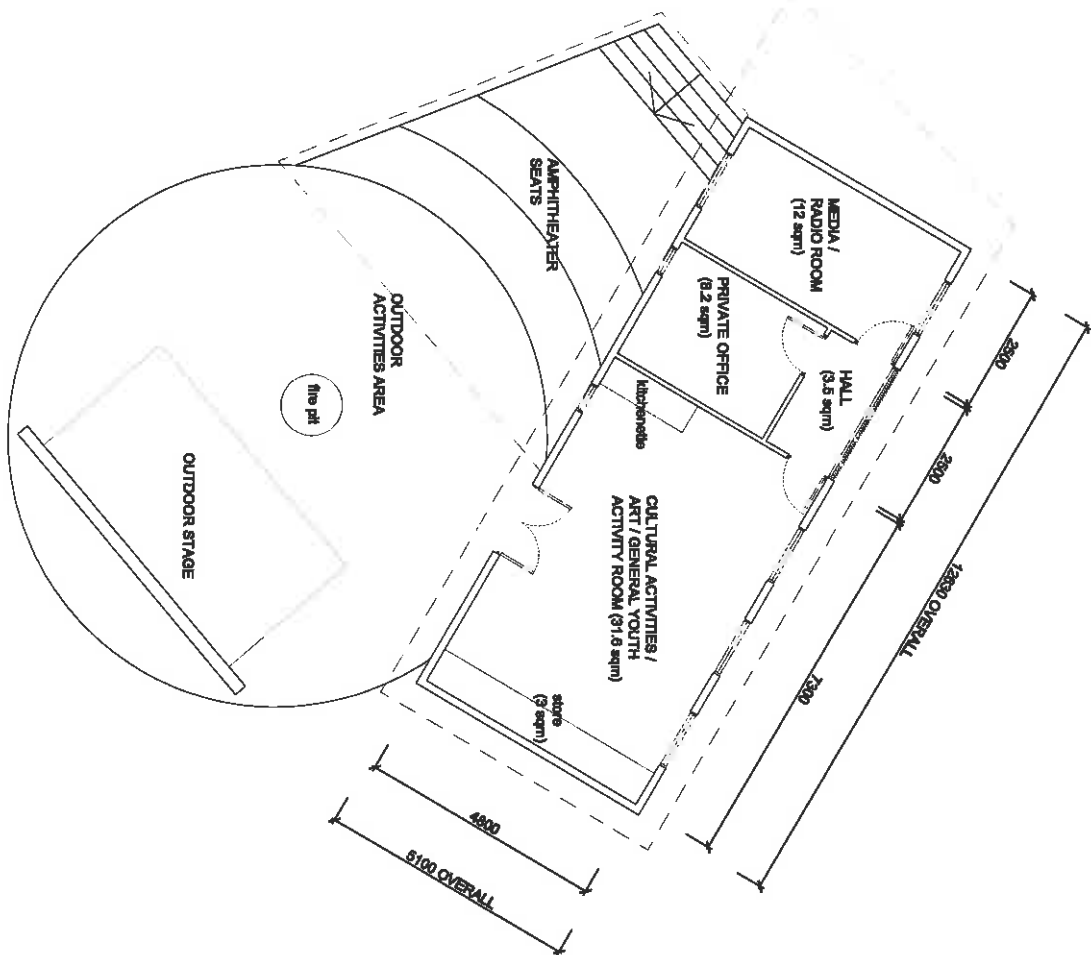 MEDIA /
RADIO ROOM
(12 sqm)
HALL
(3.5 sqm)
PRIVATE OFFICE
(8.2 sqm)
AMPHITHEATER
SEATS
kitchenette
OUTDOOR
ACTIVITIES AREA
fire pit
CULTURAL ACTIVITIES /
ART / GENERAL YOUTH
ACTIVITY ROOM (31.6 sqm)
OUTDOOR STAGE
store
(3 sqm)
2500
2500
7300
12830 OVERALL
4800
5100 OVERALL